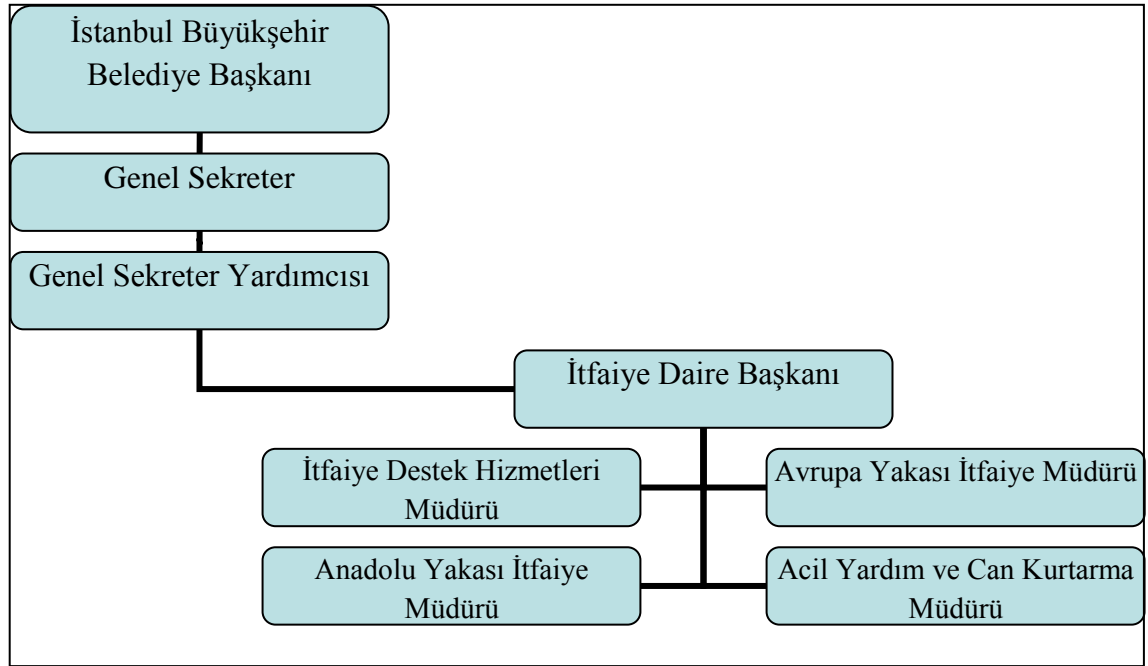 İstanbul Büyükşehir
Belediye Başkanı
Genel Sekreter
Genel Sekreter Yardımcısı
İtfaiye Daire Başkanı
İtfaiye Destek Hizmetleri
Müdürü
Avrupa Yakası İtfaiye Müdürü
Anadolu Yakası İtfaiye
Müdürü
Acil Yardım ve Can Kurtarma
Müdürü